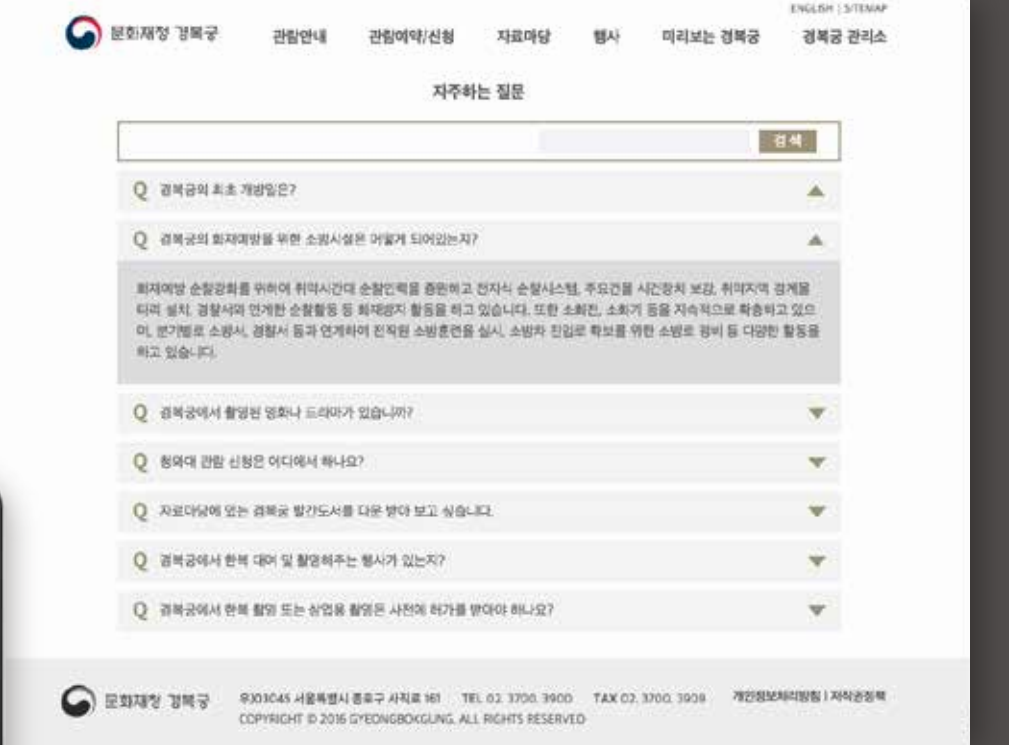 ENGLISH | SITEMAP
문화재청 경복궁 관람안내 관람예약/신청 자료마당 행사 미리보는 경복궁 경복궁 관리소
자주하는 질문
검색
Q 경복궁의 최초 개방일은?
Q 경복궁의 화재예방을 위한 소방시설은 어떻게 되어있는지?
화재예방 순찰강화를 위하여 취약시간대 순찰인력을 증원하고 전자식 순찰시스템, 주요건물 시건장치 보강, 취약지역 경계울
타리 설치, 경찰서와 연계한 순찰활동 등 화재방지 활동을 하고 있습니다. 또한 소화전, 소화기 등을 지속적으로 확충하고 있으
며, 분기별로 소방서, 경찰서 등과 연계하여 전직원 소방훈련을 실시, 소방차 진입로 확보를 위한 소방로 정비 등 다양한 활동을
하고 있습니다.
Q 경복궁에서 촬영된 영화나 드라마가 있습니까?
Q 청와대 관람 신청은 어디에서 하나요?
Q 자료마당에 있는 경복궁 발간도서를 다운 받아 보고 싶습니다.
Q 경복궁에서 한복 대여 및 촬영해주는 행사가 있는지?
Q 경복궁에서 한복 촬영 또는 상업용 촬영은 사전에 허가를 받아야 하나요?
문화재청 경복궁 우)03045 서울특별시 종로구 사직로 161 TEL 02. 3700. 3900 TAX 02. 3700. 3909 개인정보처리방침 | 저작권정책
COPYRIGHT © 2016 GYEONGBOKGUNG. ALL RIGHTS RESERVED